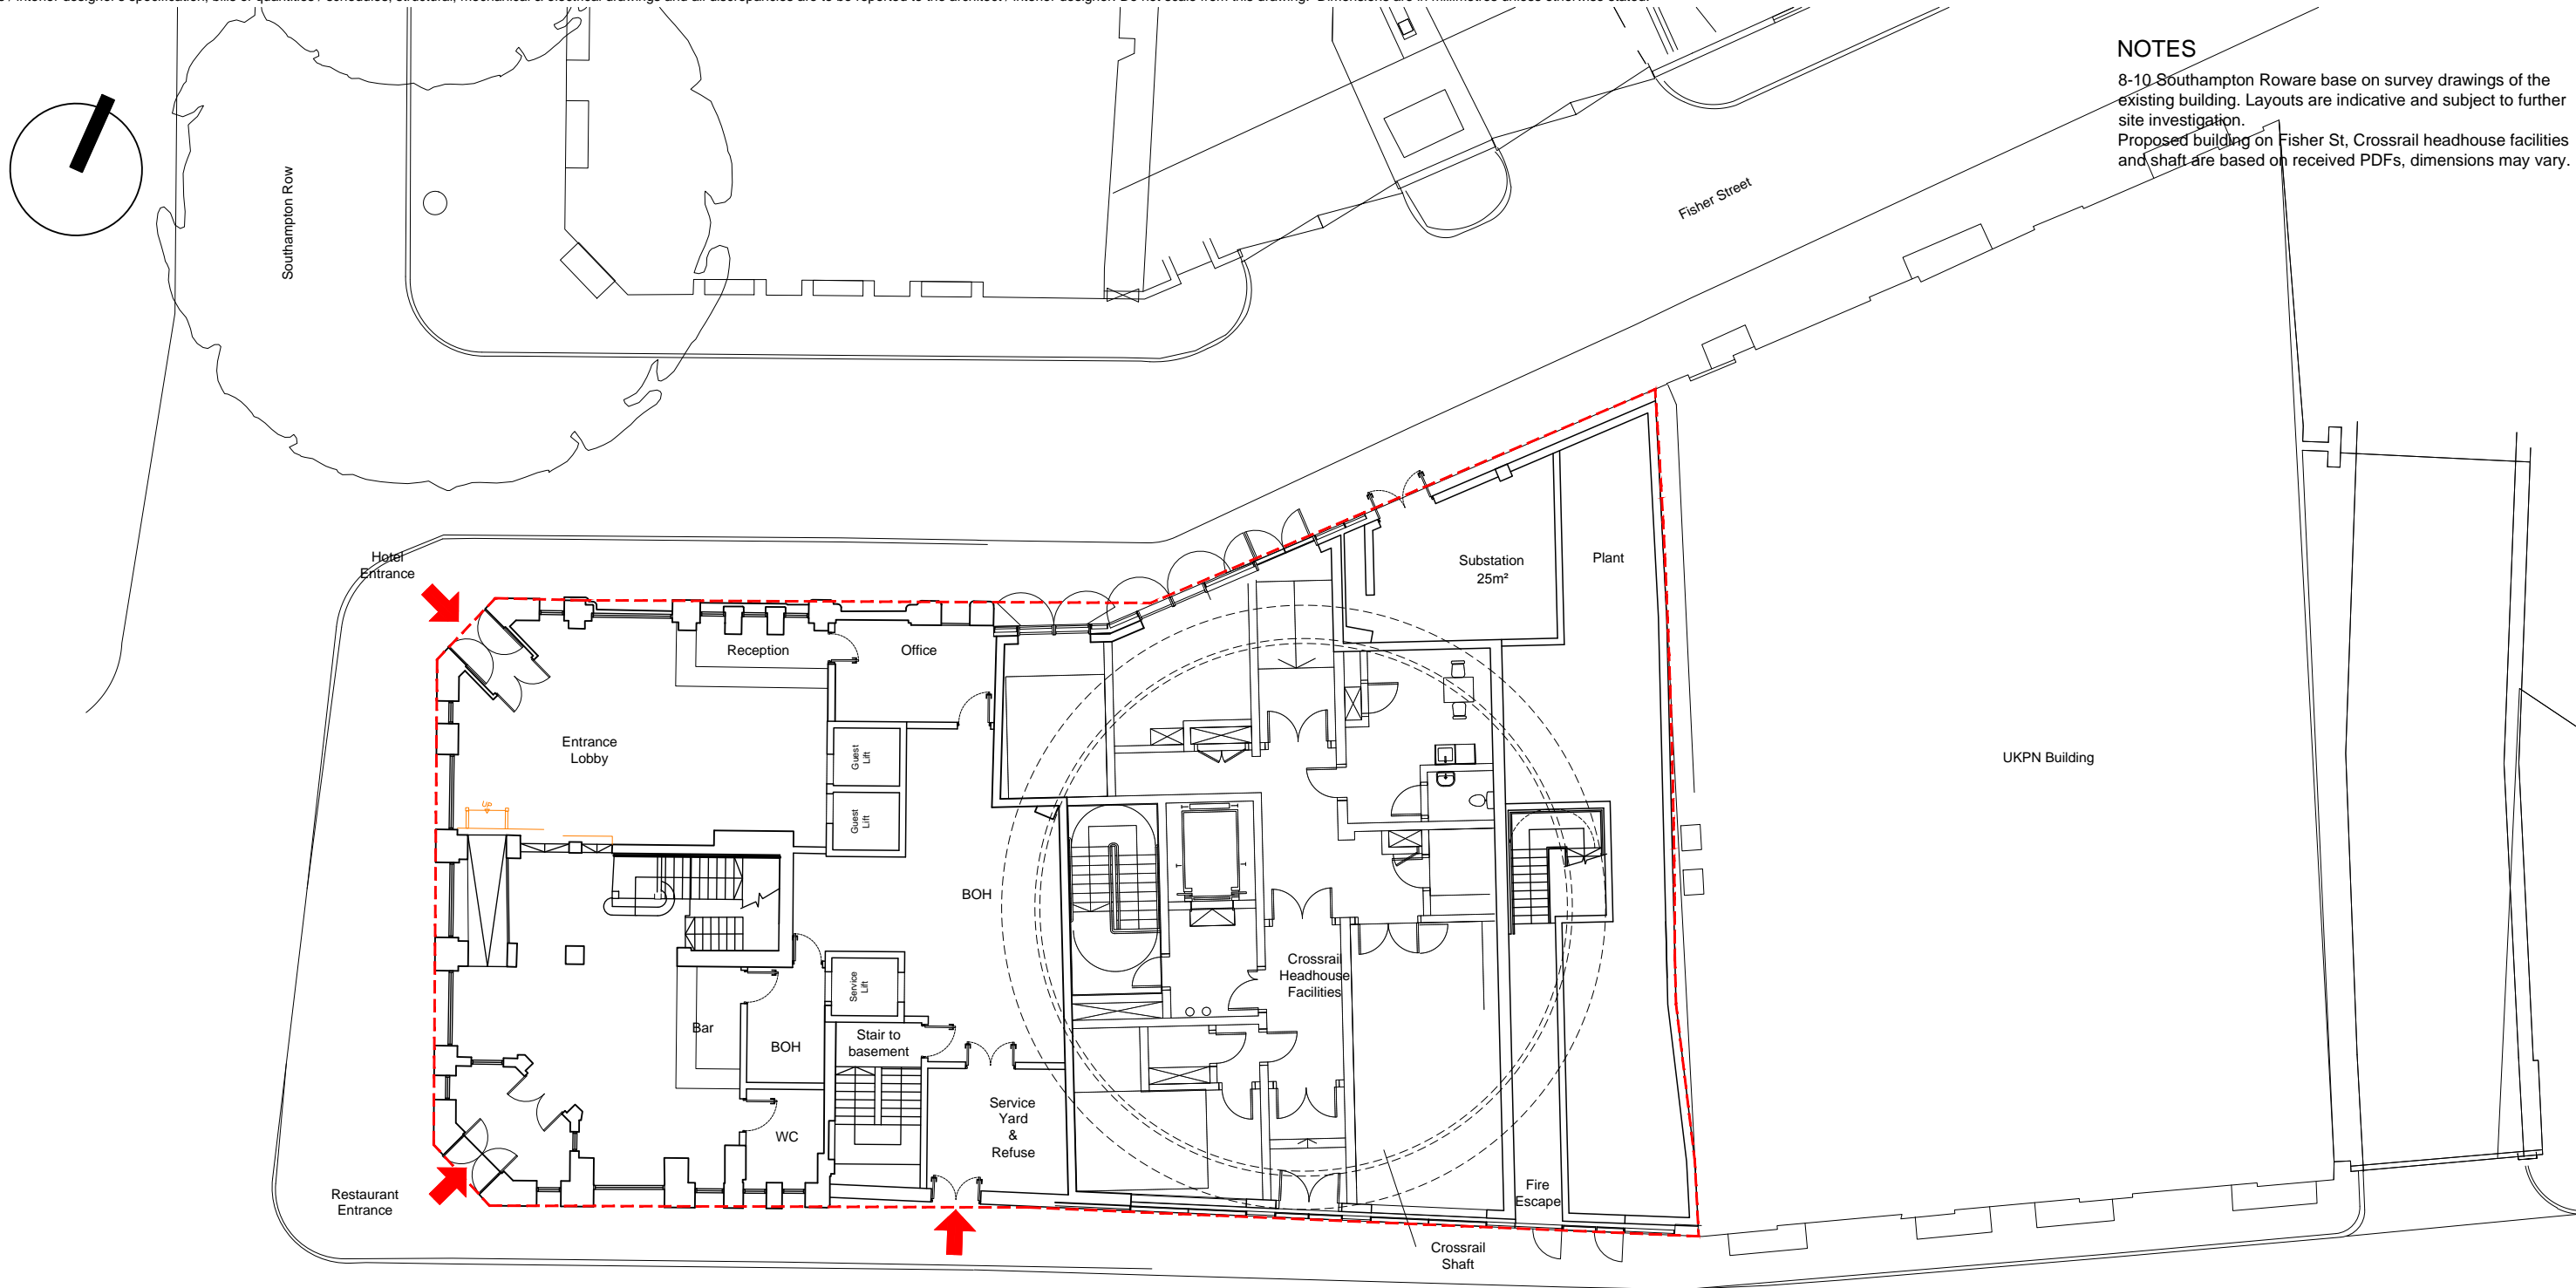 NOTES
8-10 Southampton Roware base on survey drawings of the
existing building. Layouts are indicative and subject to further
site investigation.
Proposed building on Fisher St, Crossrail headhouse facilities
and shaft are based on received PDFs, dimensions may vary.
Southampton Row
Fisher Street
Hotel
Entrance
Reception
Office
Substation
25m²
Plant
Entrance
Lobby
Guest
Lift
Guest
Lift
UP
UKPN Building
BOH
Service
Lift
Crossrail
Headhouse
Facilities
Bar
BOH
Stair to
basement
Service
Yard
&
Refuse
WC
Restaurant
Entrance
Fire
Escape
Crossrail
Shaft